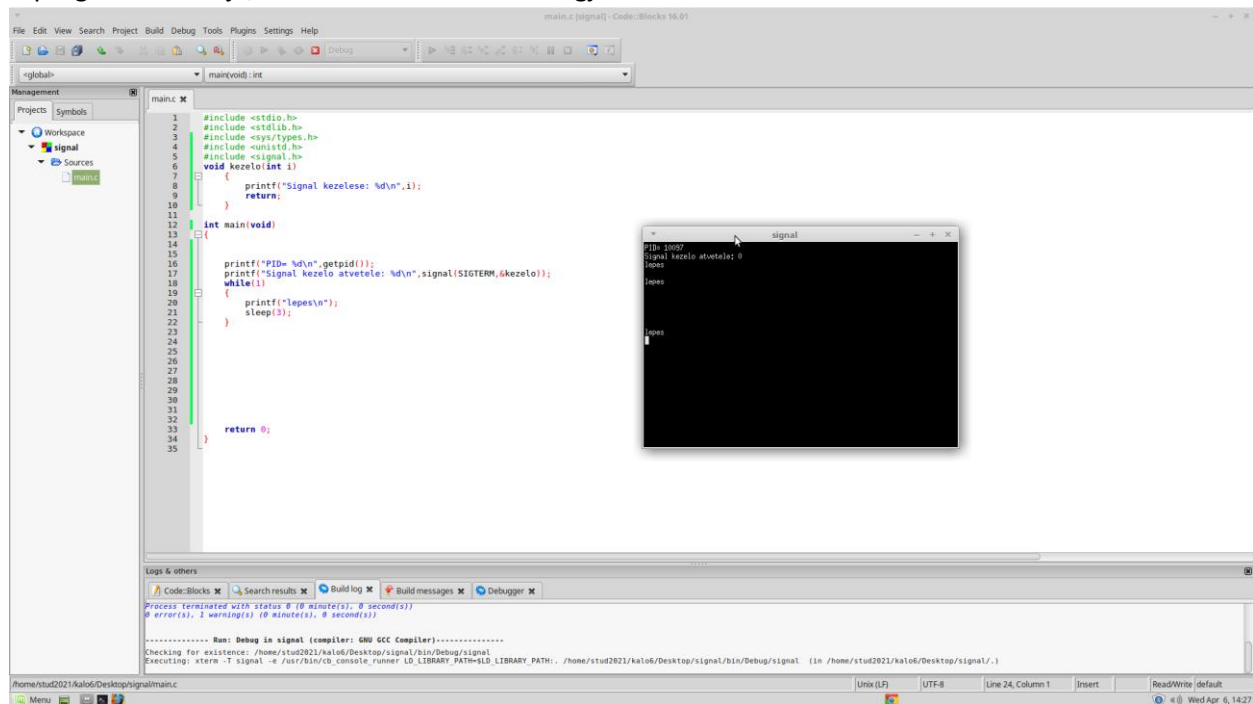 main.c [signal] - Code::Blocks 16.01
File Edit View Search Project Build Debug Tools Plugins Settings Help
Debug
<global> main(void) : int
Management
Projects Symbols
Workspace
signal
Sources
main.c
main.c
1 #include <stdio.h>
2 #include <stdlib.h>
3 #include <sys/types.h>
4 #include <unistd.h>
5 #include <signal.h>
6 void kezelo(int i)
7 {
8 printf("Signal kezelese: %d\n",i);
9 return;
10 }
11
12 int main(void)
13 {
14
15
16 printf("PID= %d\n",getpid());
17 printf("Signal kezelo atvetele: %d\n",signal(SIGTERM,&kezelo));
18 while(1)
19 {
20 printf("lepes\n");
21 sleep(3);
22 }
23
24
25
26
27
28
29
30
31
32
33 return 0;
34 }
35
signal
PID= 10097
Signal kezelo atvetele: 0
lepes
lepes
lepes
Logs & others
Code::Blocks Search results Build log Build messages Debugger
Process terminated with status 0 (0 minute(s), 0 second(s))
0 error(s), 1 warning(s) (0 minute(s), 0 second(s))
-------------- Run: Debug in signal (compiler: GNU GCC Compiler)---------------
Checking for existence: /home/stud2021/kalo6/Desktop/signal/bin/Debug/signal
Executing: xterm -T signal -e /usr/bin/cb_console_runner LD_LIBRARY_PATH=$LD_LIBRARY_PATH:. /home/stud2021/kalo6/Desktop/signal/bin/Debug/signal (in /home/stud2021/kalo6/Desktop/signal/.)
/home/stud2021/kalo6/Desktop/signal/main.c Unix (LF) UTF-8 Line 24, Column 1 Insert Read/Write default
Menu Wed Apr 6, 14:27